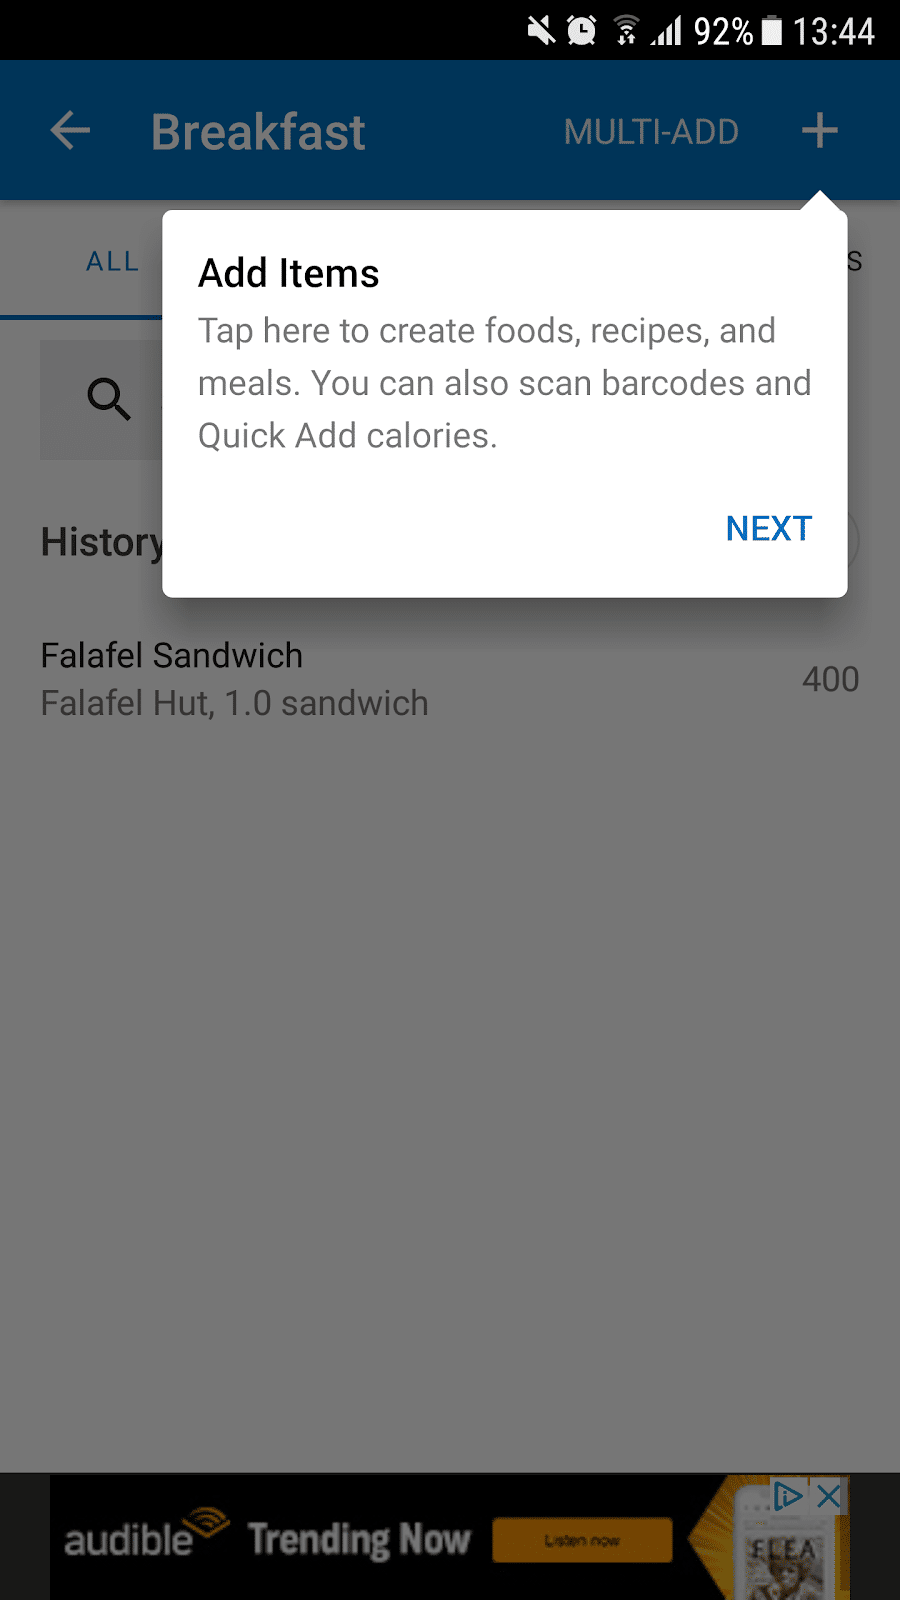 92% 13:44
Breakfast MULTI-ADD
ALL S
Add Items
Tap here to create foods, recipes, and
meals. You can also scan barcodes and
Quick Add calories.
NEXT
History
Falafel Sandwich
Falafel Hut, 1.0 sandwich
400
audible Trending Now Listen now